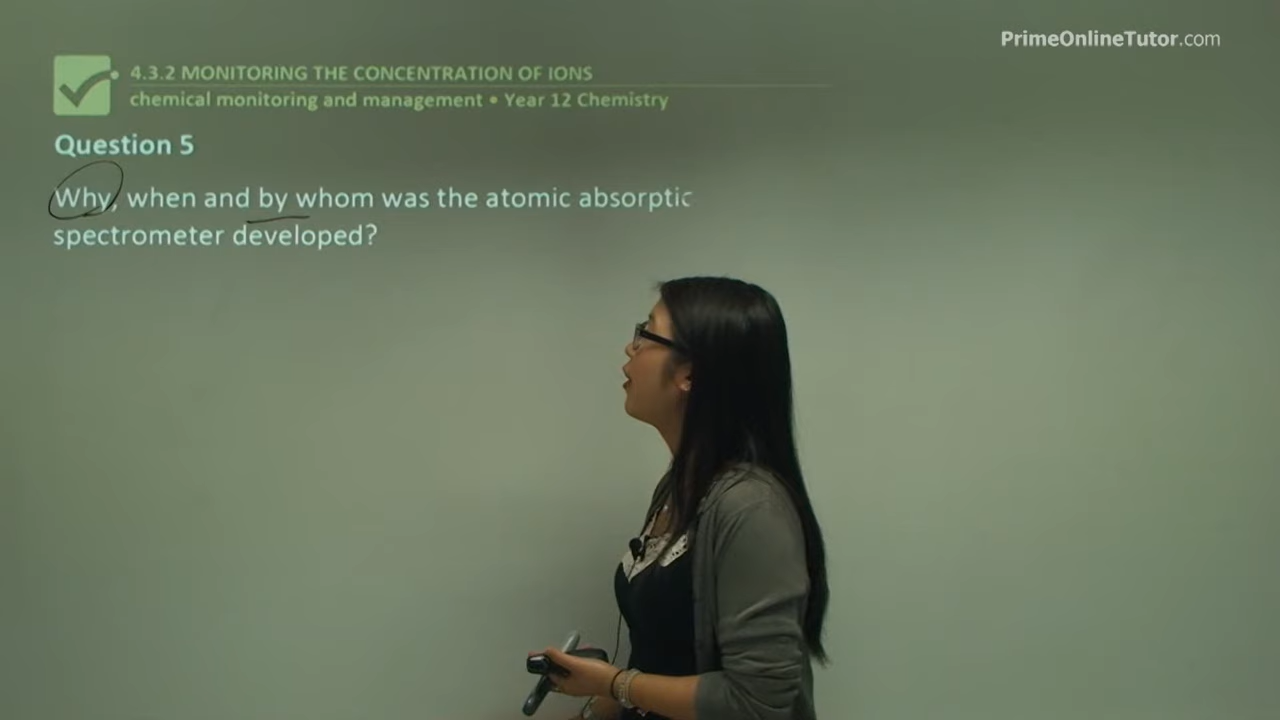 PrimeOnlineTutor.com
4.3.2 MONITORING THE CONCENTRATION OF IONS
chemical monitoring and management • Year 12 Chemistry
Question 5
Why, when and by whom was the atomic absorptic
spectrometer developed?